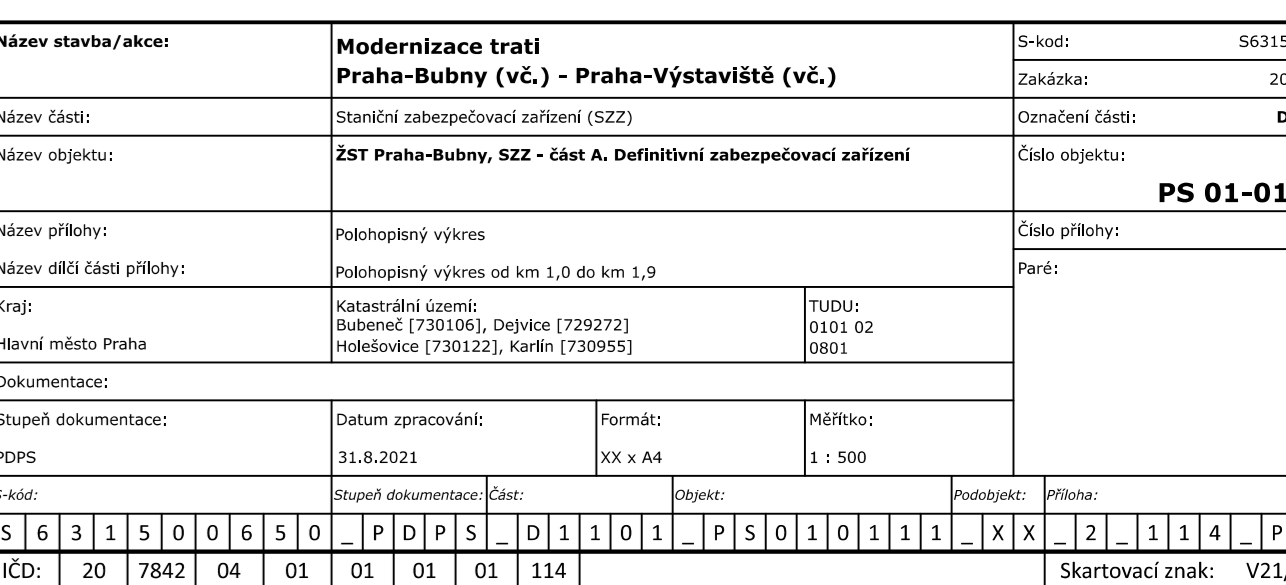 Název stavba/akce:
Modernizace trati
Praha-Bubny (vč.) - Praha-Výstaviště (vč.)
S-kod: S6315
Zakázka: 20
Název části:
Staniční zabezpečovací zařízení (SZZ)
Označení části: D
Název objektu:
ŽST Praha-Bubny, SZZ - část A. Definitivní zabezpečovací zařízení
Číslo objektu:
PS 01-01
Název přílohy:
Polohopisný výkres
Číslo přílohy:
Název dílčí části přílohy:
Polohopisný výkres od km 1,0 do km 1,9
Paré:
Kraj:
Hlavní město Praha
Katastrální území:
Bubeneč [730106], Dejvice [729272]
Holešovice [730122], Karlín [730955]
TUDU:
0101 02
0801
Dokumentace:
Stupeň dokumentace:
PDPS
Datum zpracování:
31.8.2021
Formát:
XX x A4
Měřítko:
1 : 500
S-kód: Stupeň dokumentace: Část: Objekt: Podobjekt: Příloha:
S 6 3 1 5 0 0 6 5 0 _ P D P S _ D 1 1 0 1 _ P S 0 1 0 1 1 1 _ X X _ 2 _ 1 1 4 _ P
IČD: 20 7842 04 01 01 01 01 114
Skartovací znak: V21/